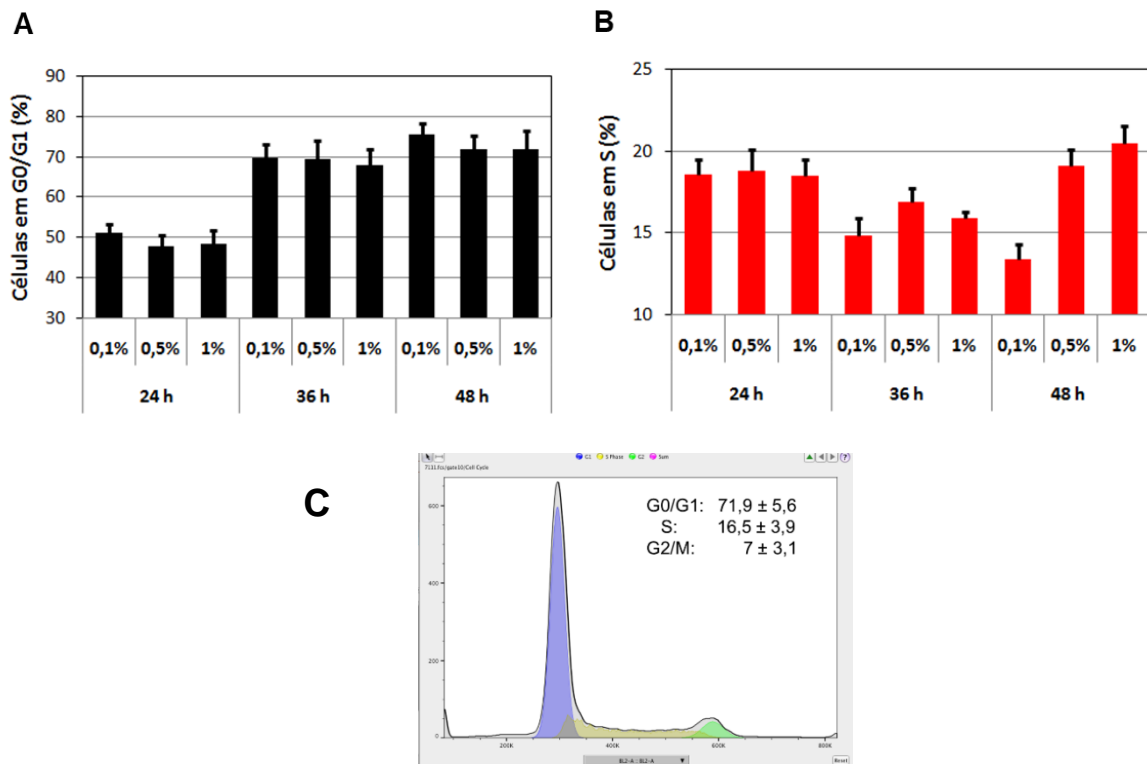 A
Células em G0/G1 (%)
90
80
70
60
50
40
30
0,1% 0,5% 1% 0,1% 0,5% 1% 0,1% 0,5% 1%
24 h 36 h 48 h
B
Células em S (%)
25
20
15
10
0,1% 0,5% 1% 0,1% 0,5% 1% 0,1% 0,5% 1%
24 h 36 h 48 h
C
G1 S Phase G2 Sum
?
G0/G1: 71,9 ± 5,6
S: 16,5 ± 3,9
G2/M: 7 ± 3,1
600
400
200
0
200K 400K 600K 800K
BL2-A :: BL2-A
Reset